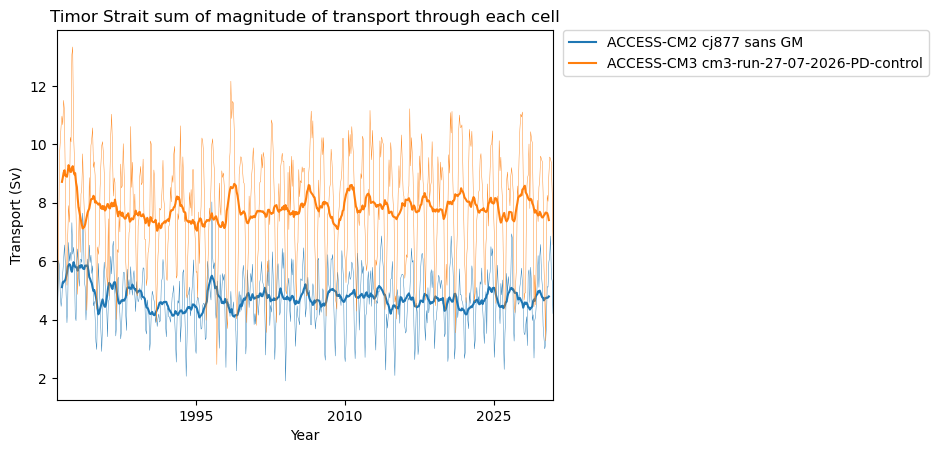 Timor Strait sum of magnitude of transport through each cell
ACCESS-CM2 cj877 sans GM
ACCESS-CM3 cm3-run-27-07-2026-PD-control
Transport (Sv)
12
10
8
6
4
2
1995
2010
2025
Year